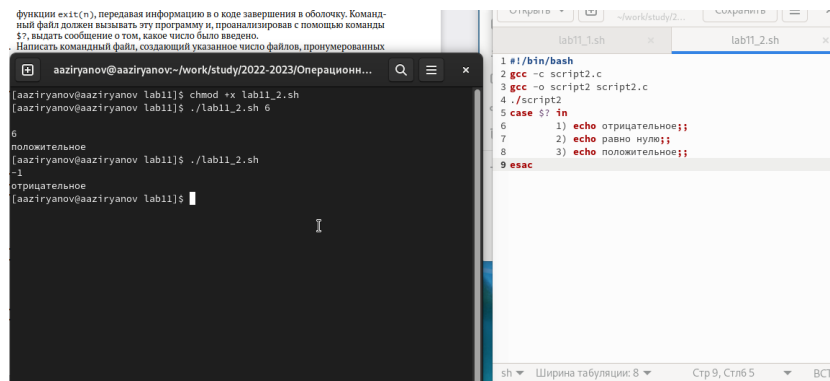 функции exit(n), передавая информацию в о коде завершения в оболочку. Команд-
ный файл должен вызывать эту программу и, проанализировав с помощью команды
$?, выдать сообщение о том, какое число было введено.
Написать командный файл, создающий указанное число файлов, пронумерованных
aaziryanov@aaziryanov:~/work/study/2022-2023/Операционн...
[aaziryanov@aaziryanov lab11]$ chmod +x lab11_2.sh
[aaziryanov@aaziryanov lab11]$ ./lab11_2.sh 6
6
положительное
[aaziryanov@aaziryanov lab11]$ ./lab11_2.sh
-1
отрицательное
[aaziryanov@aaziryanov lab11]$
Открыть
~/work/study/2...
Сохранить
lab11_1.sh
lab11_2.sh
1 #!/bin/bash
2 gcc -c script2.c
3 gcc -o script2 script2.c
4 ./script2
5 case $? in
6 1) echo отрицательное;;
7 2) echo равно нулю;;
8 3) echo положительное;;
9 esac
sh
Ширина табуляции: 8
Стр 9, Стлб 5
ВСТ